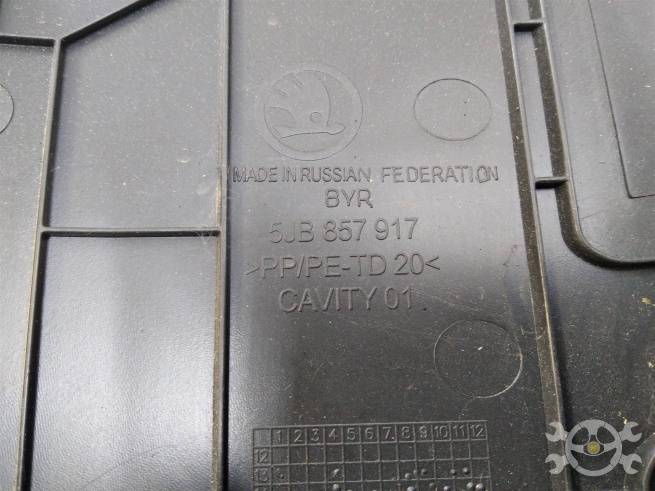 MADE IN RUSSIAN FEDERATION
BYR
5JB 857 917
>PP/PE-TD 20<
CAVITY 01
1 2 3 4 5 6 7 8 9 10 11 12
12
13